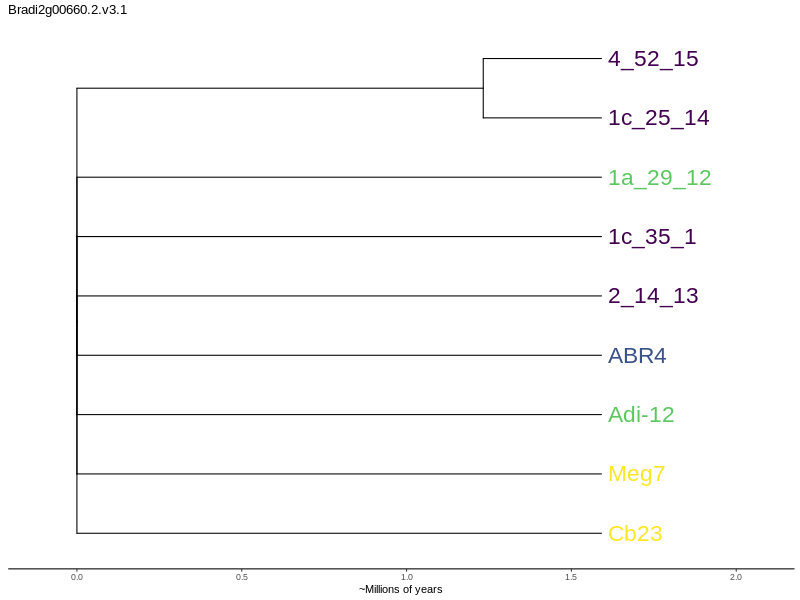 Bradi2g00660.2.v3.1
4_52_15
1c_25_14
1a_29_12
1c_35_1
2_14_13
ABR4
Adi-12
Meg7
Cb23
0.0 0.5 1.0 1.5 2.0
~Millions of years